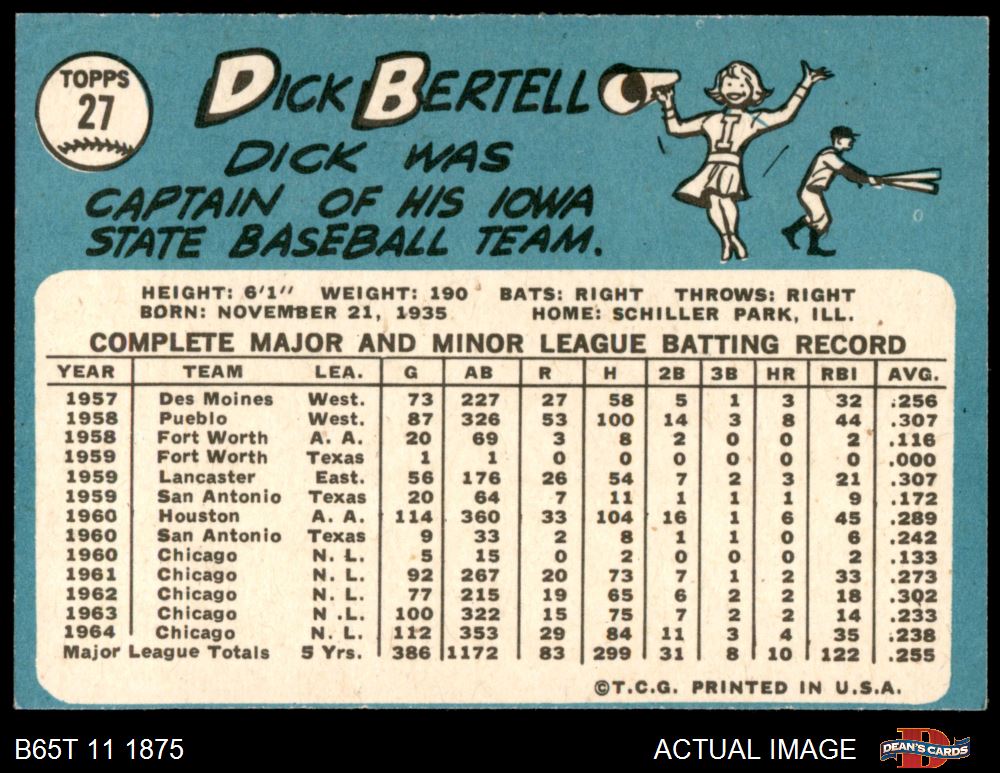 TOPPS
27
DICK BERTELL
DICK WAS
CAPTAIN OF HIS IOWA
STATE BASEBALL TEAM.
I
HEIGHT: 6'1" WEIGHT: 190 BATS: RIGHT THROWS: RIGHT
BORN: NOVEMBER 21, 1935 HOME: SCHILLER PARK, ILL.
COMPLETE MAJOR AND MINOR LEAGUE BATTING RECORD
YEAR TEAM LEA. G AB R H 2B 3B HR RBI AVG.
1957 Des Moines West. 73 227 27 58 5 1 3 32 .256
1958 Pueblo West. 87 326 53 100 14 3 8 44 .307
1958 Fort Worth A. A. 20 69 3 8 2 0 0 2 .116
1959 Fort Worth Texas 1 1 0 0 0 0 0 0 .000
1959 Lancaster East. 56 176 26 54 7 2 3 21 .307
1959 San Antonio Texas 20 64 7 11 1 1 1 9 .172
1960 Houston A. A. 114 360 33 104 16 1 6 45 .289
1960 San Antonio Texas 9 33 2 8 1 1 0 6 .242
1960 Chicago N. L. 5 15 0 2 0 0 0 2 .133
1961 Chicago N. L. 92 267 20 73 7 1 2 33 .273
1962 Chicago N. L. 77 215 19 65 6 2 2 18 .302
1963 Chicago N .L. 100 322 15 75 7 2 2 14 .233
1964 Chicago N. L. 112 353 29 84 11 3 4 35 .238
Major League Totals 5 Yrs. 386 1172 83 299 31 8 10 122 .255
©T.C.G. PRINTED IN U.S.A.
B65T 11 1875 ACTUAL IMAGE DEAN'S CARDS